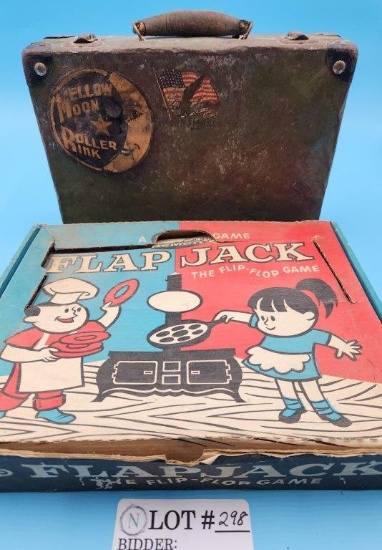 YELLOW
MOON
ROLLER
RINK
A GAME
REMCO
FLAP JACK
THE FLIP-FLOP GAME
FLAPJACK
THE FLIP-FLOP GAME
N LOT # 298
BIDDER: